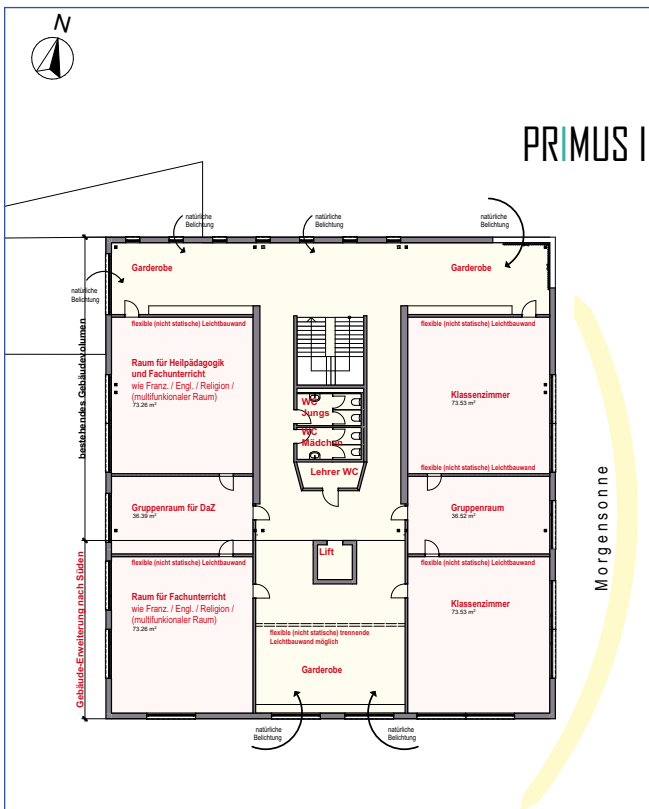 N
PRIMUS I
natürliche
Belichtung
natürliche
Belichtung
natürliche
Belichtung
Garderobe
Garderobe
natürliche
Belichtung
flexible (nicht statische) Leichtbauwand
flexible (nicht statische) Leichtbauwand
Raum für Heilpädagogik
und Fachunterricht
wie Franz. / Engl. / Religion /
(multifunkionaler Raum)
73.26 m²
Klassenzimmer
73.53 m²
WC
Jungs
WC
Mädchen
Lehrer WC
flexible (nicht statische) Leichtbauwand
Gruppenraum für DaZ
36.39 m²
Gruppenraum
36.52 m²
bestehendes Gebäudevolumen
Morgensonne
Lift
flexible (nicht statische) Leichtbauwand
flexible (nicht statische) Leichtbauwand
Raum für Fachunterricht
wie Franz. / Engl. / Religion /
(multifunkionaler Raum)
73.26 m²
Klassenzimmer
73.53 m²
flexible (nicht statische) trennende
Leichtbauwand möglich
Garderobe
Gebäude-Erweiterung nach Süden
natürliche
Belichtung
natürliche
Belichtung